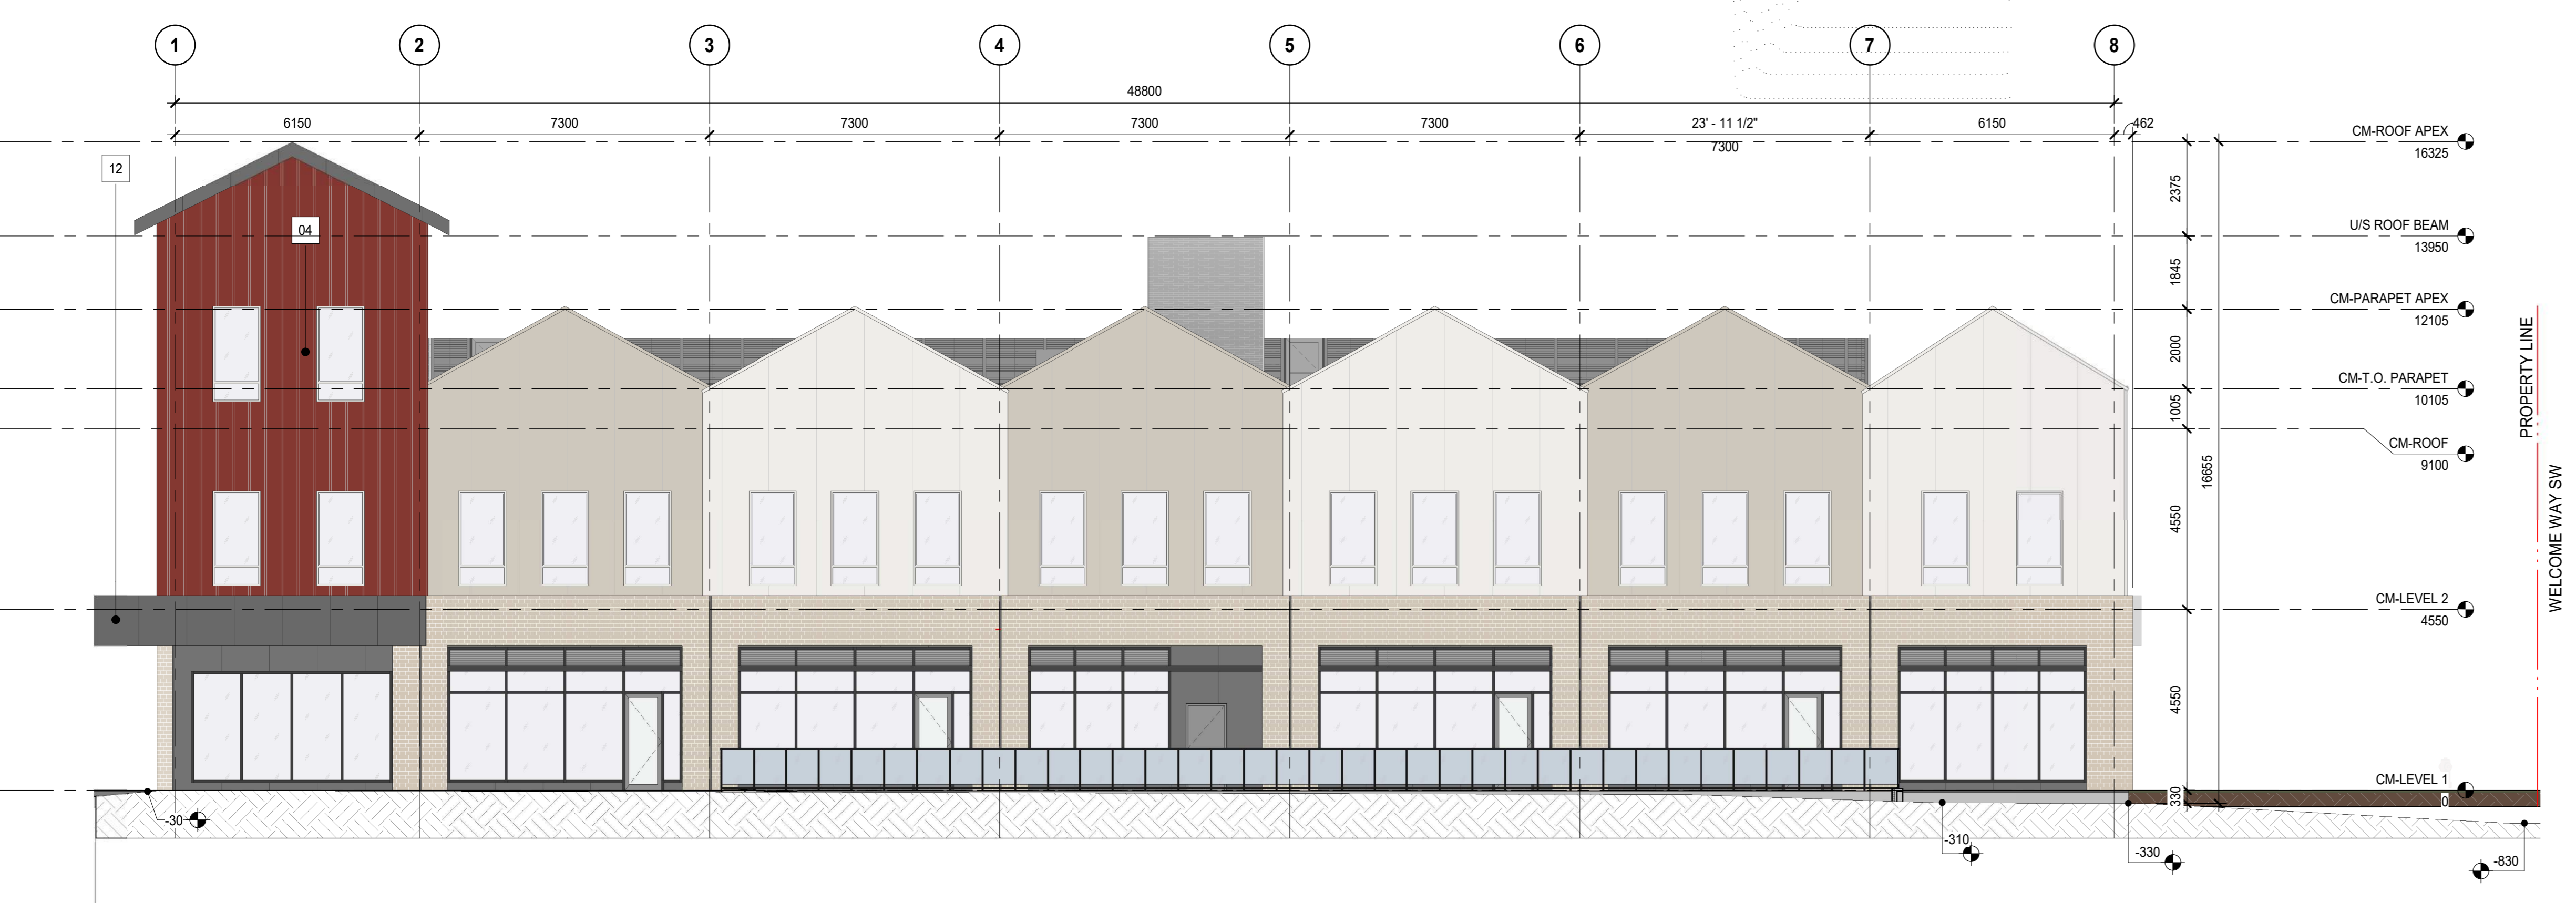 1 2 3 4 5 6 7 8
48800
6150 7300 7300 7300 7300 23' - 11 1/2" 6150 462
7300
CM-ROOF APEX
16325
12
2375
04
U/S ROOF BEAM
13950
1845
CM-PARAPET APEX
12105
2000
CM-T.O. PARAPET
10105
1005
CM-ROOF
9100
16655
4550
CM-LEVEL 2
4550
4550
CM-LEVEL 1
0
330
PROPERTY LINE
WELCOME WAY SW
-30
-310
-330
-830